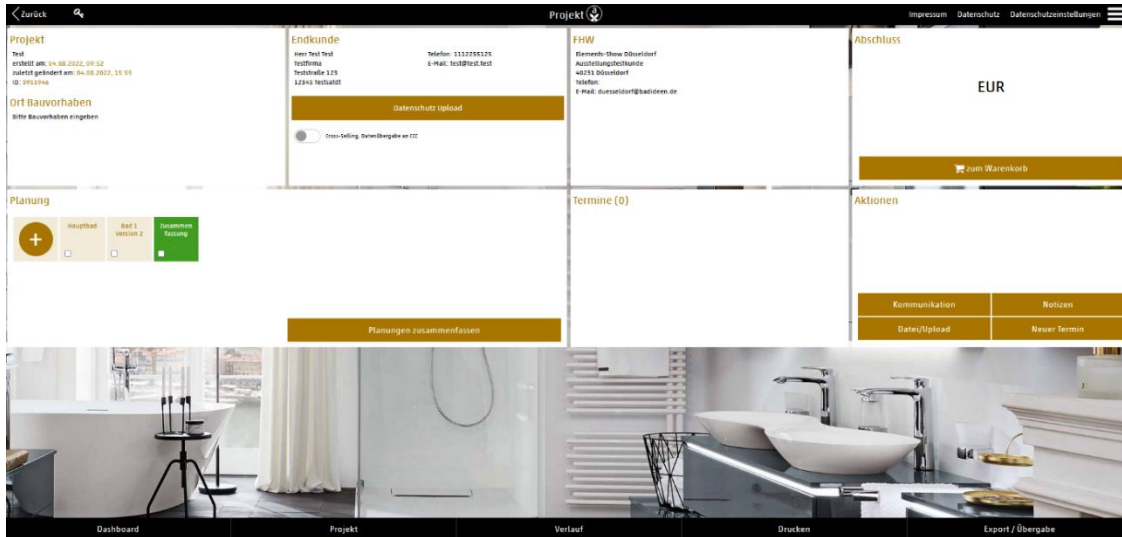 Zurück
Projekt
Impressum Datenschutz Datenschutzeinstellungen
Projekt
Test
erstellt am: 04.08.2022, 09:52
zuletzt geändert am: 04.08.2022, 15:55
ID: 3951946
Ort Bauvorhaben
Bitte Bauvorhaben eingeben
Endkunde
Herr Test Test
Testfirma
Teststraße 123
12345 Testsatdt
Telefon: 1112255125
E-Mail: test@test.test
Datenschutz Upload
Cross-Selling, Datenübergabe an CCC
FHW
Elements-Show Düsseldorf
Ausstellungstestkunde
40231 Düsseldorf
Telefon:
E-Mail: duesseldorf@badideen.de
Abschluss
EUR
zum Warenkorb
Planung
+
Hauptbad
Bad 1
Version 2
Zusammen
fassung
Planungen zusammenfassen
Termine (0)
Aktionen
Kommunikation
Notizen
Datei/Upload
Neuer Termin
Dashboard
Projekt
Verlauf
Drucken
Export / Übergabe